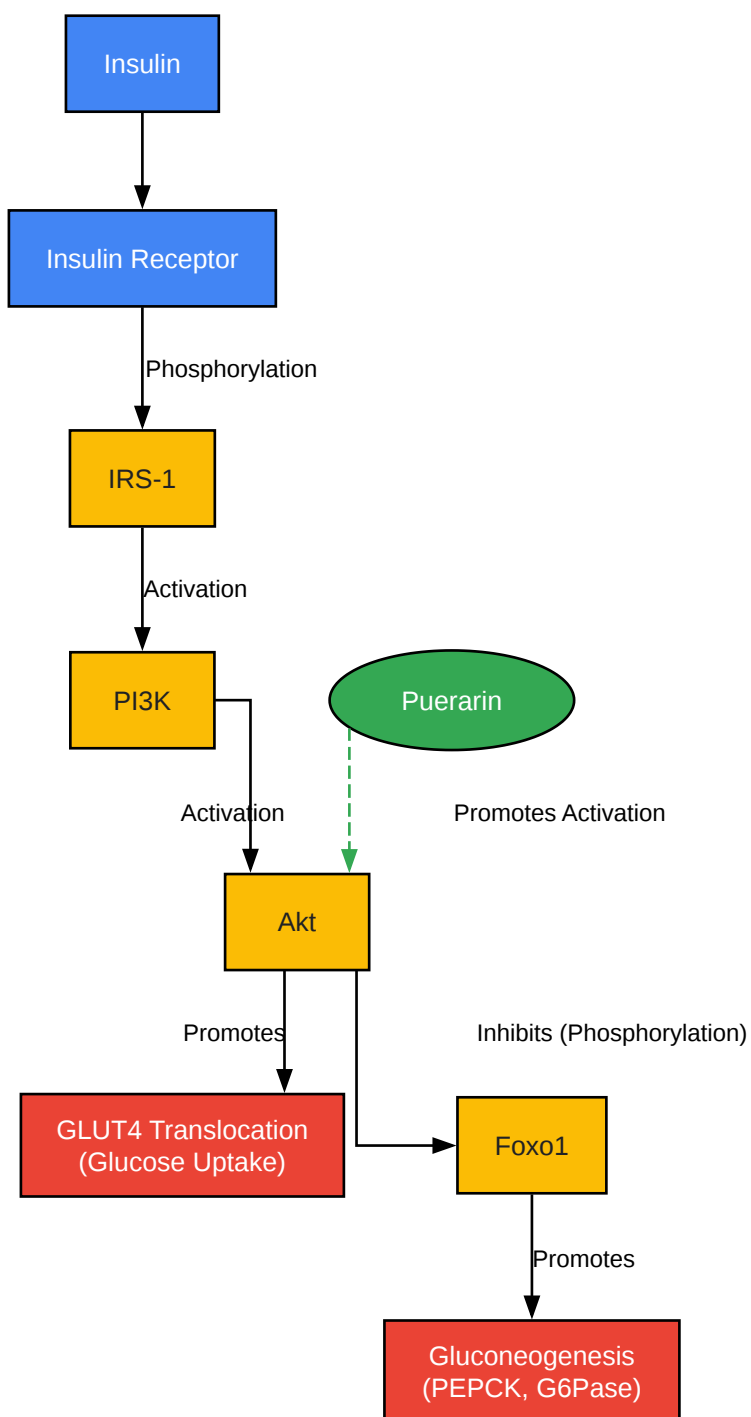 Insulin
Insulin Receptor
Phosphorylation
IRS-1
Activation
PI3K
Puerarin
Activation
Promotes Activation
Akt
Promotes
Inhibits (Phosphorylation)
GLUT4 Translocation
(Glucose Uptake)
Foxo1
Promotes
Gluconeogenesis
(PEPCK, G6Pase)